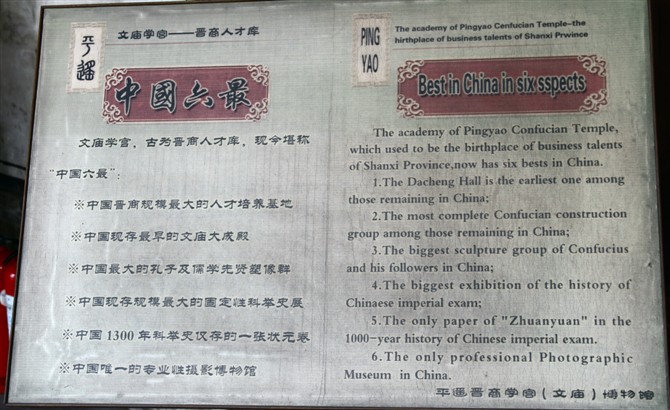 平遥
文庙学宫——晋商人才库
中國六最
文庙学宫，古为晋商人才库，现今堪称
“中国六最”：
※中国晋商规模最大的人才培养基地
※中国现存最早的文庙大成殿
※中国最大的孔子及儒学先贤塑像群
※中国现存规模最大的固定性科举史展
※中国1300年科举史仅存的一张状元卷
※中国唯一的专业性摄影博物馆
PING
YAO
The academy of Pingyao Cenfucian Temple-the
birthplace of business talents of Shanxi Prwince
Best in China in six sspects
The academy of Pingyao Confucian Temple,
which used to be the birthplace of business talents
of Shanxi Province,now has six bests in China.
1.The Dacheng Hall is the earliest one among
those remaining in China;
2.The most complete Confucian construction
group among those remaining in China;
3.The biggest sculpture group of Confucius
and his followers in China;
4.The biggest exhibition of the history of
Chinaese imperial exam;
5.The only paper of "Zhuanyuan" in the
1000-year history of Chinese imperial exam.
6.The only professional Photographic
Museum in China.
平遥晋商学宫（文庙）博物馆